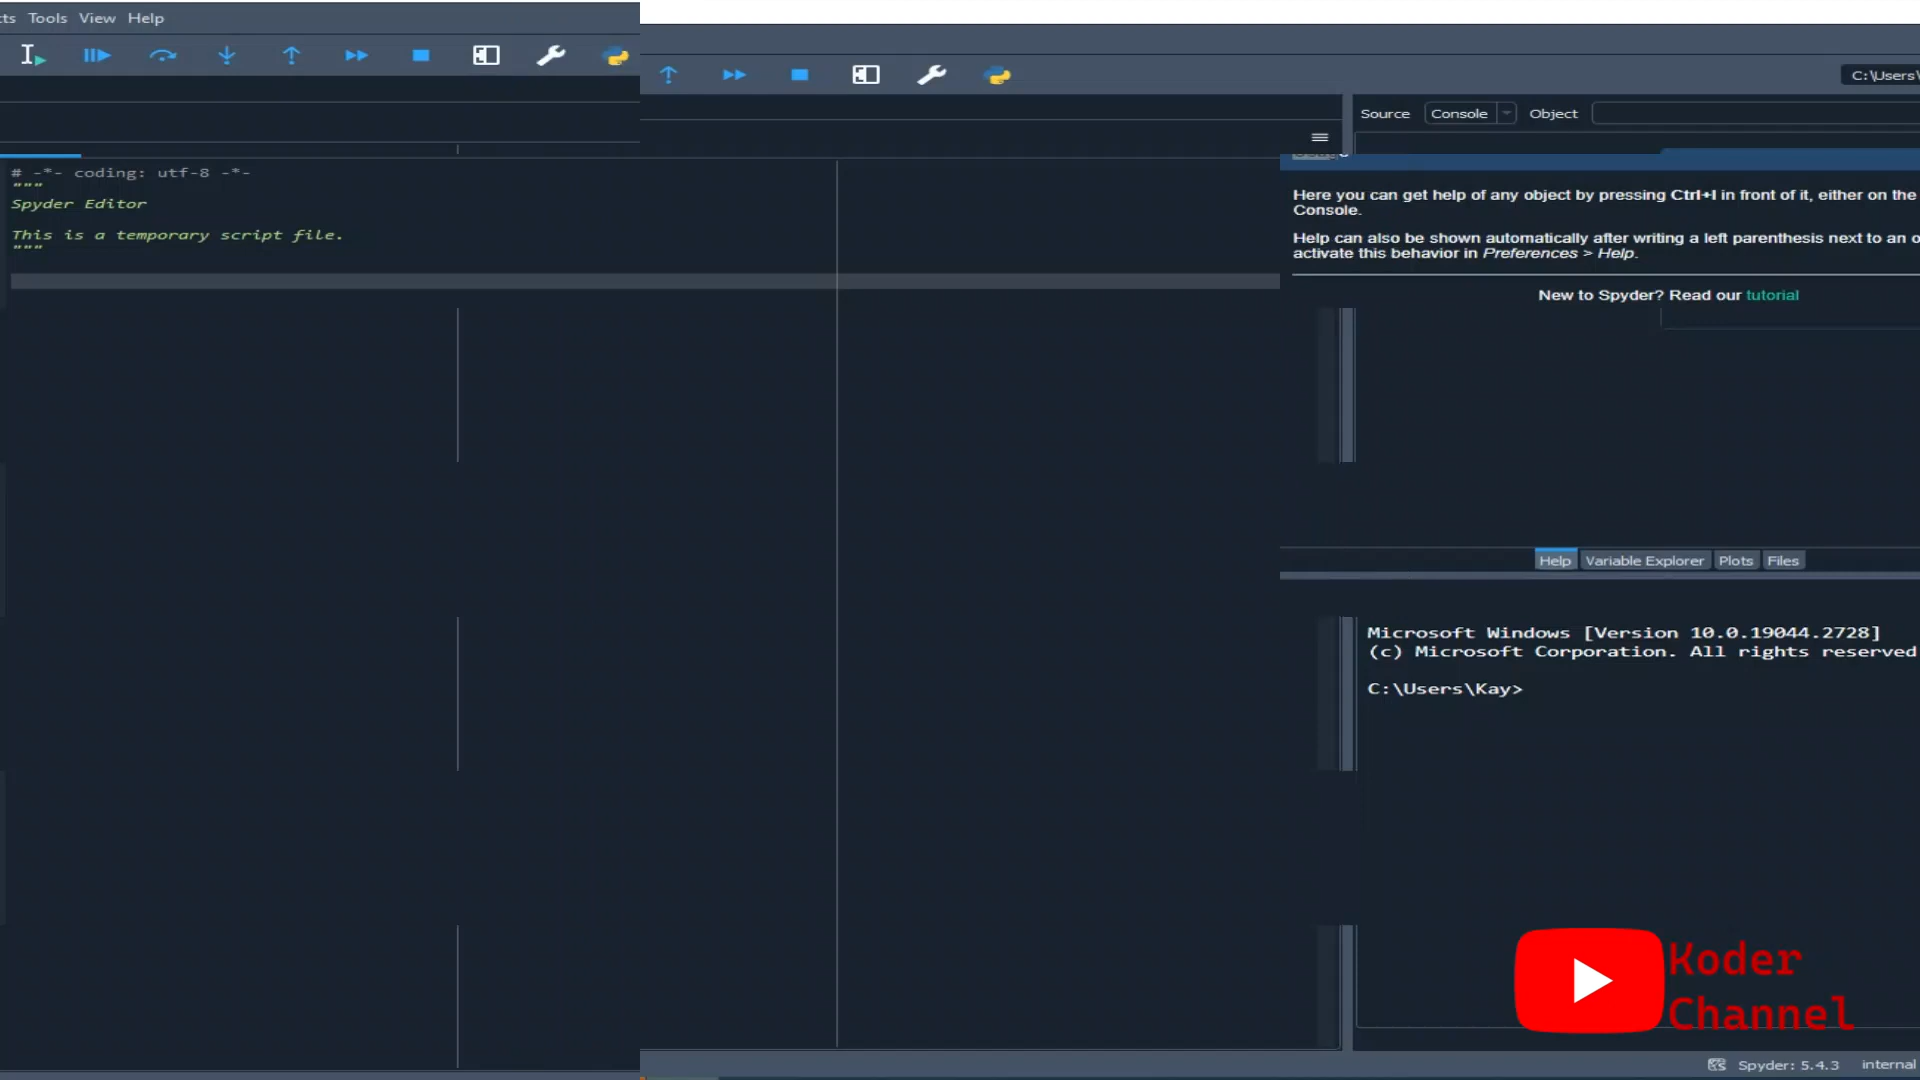 Tools View Help
C:\Users\
Source Console Object
# -*- coding: utf-8 -*-
"""
Spyder Editor
This is a temporary script file.
"""
Here you can get help of any object by pressing Ctrl+I in front of it, either on the
Console.
Help can also be shown automatically after writing a left parenthesis next to an
activate this behavior in Preferences > Help.
New to Spyder? Read our tutorial
Help Variable Explorer Plots Files
Microsoft Windows [Version 10.0.19044.2728]
(c) Microsoft Corporation. All rights reserved
C:\Users\Kay>
Koder
Channel
Spyder: 5.4.3 internal